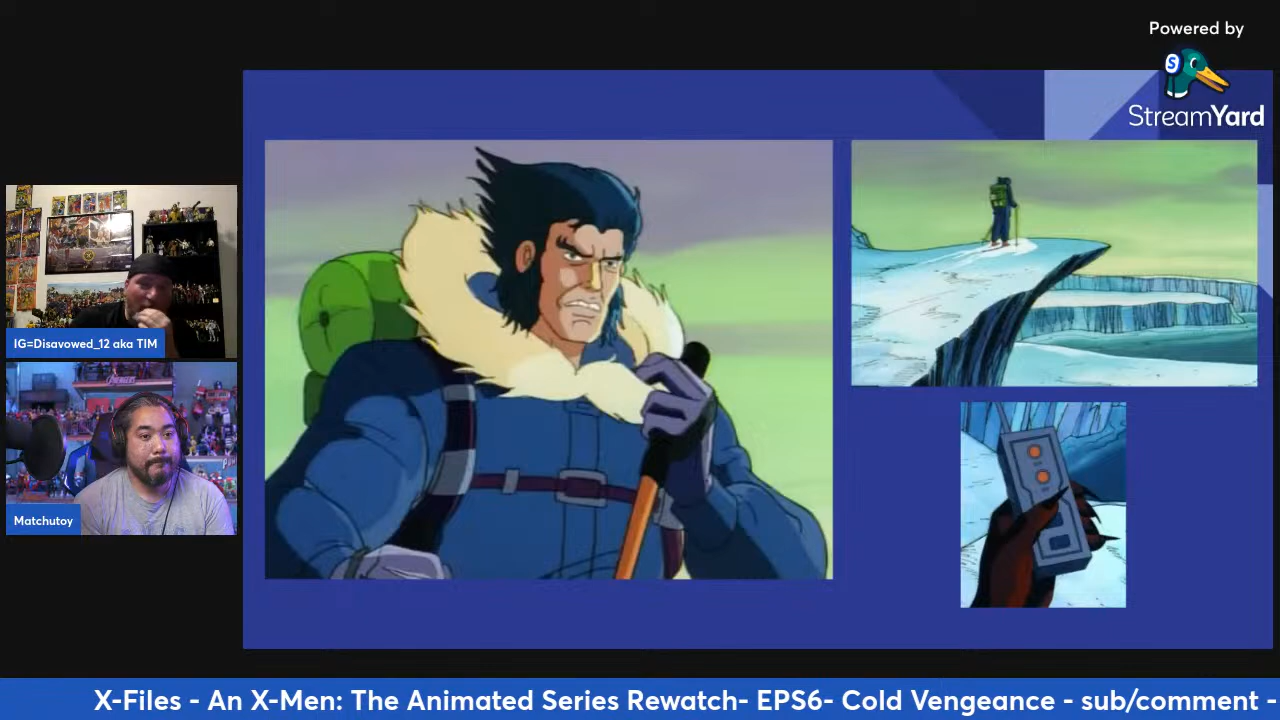 Powered by
StreamYard
IG=Disavowed_12 aka TIM
Matchutoy
X-Files - An X-Men: The Animated Series Rewatch- EPS6- Cold Vengeance - sub/comment -